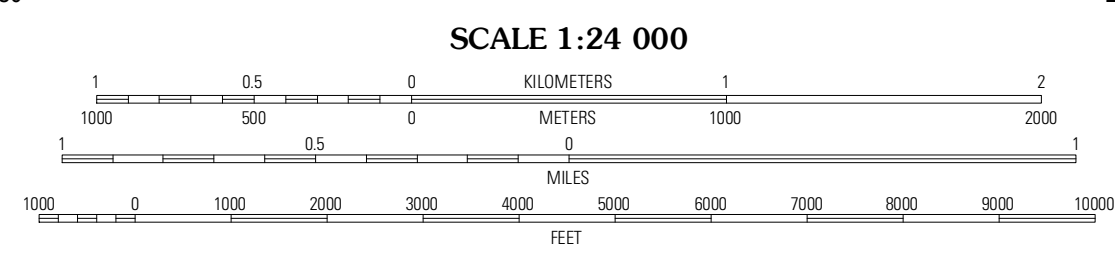 SCALE 1:24 000
1 0.5 0 KILOMETERS 1 2
1000 500 0 METERS 1000 2000
1 0.5 0 1
MILES
1000 0 1000 2000 3000 4000 5000 6000 7000 8000 9000 10000
FEET